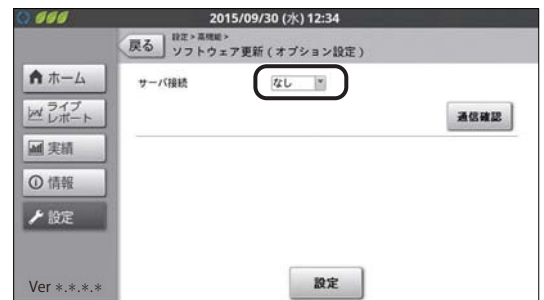 2015/09/30 (水) 12:34
戻る
設定 > 高機能 >
ソフトウェア更新 ( オプション設定 )
ホーム
ライブ
レポート
実績
情報
設定
サーバ接続
なし
通信確認
設定
Ver *.*.*.*